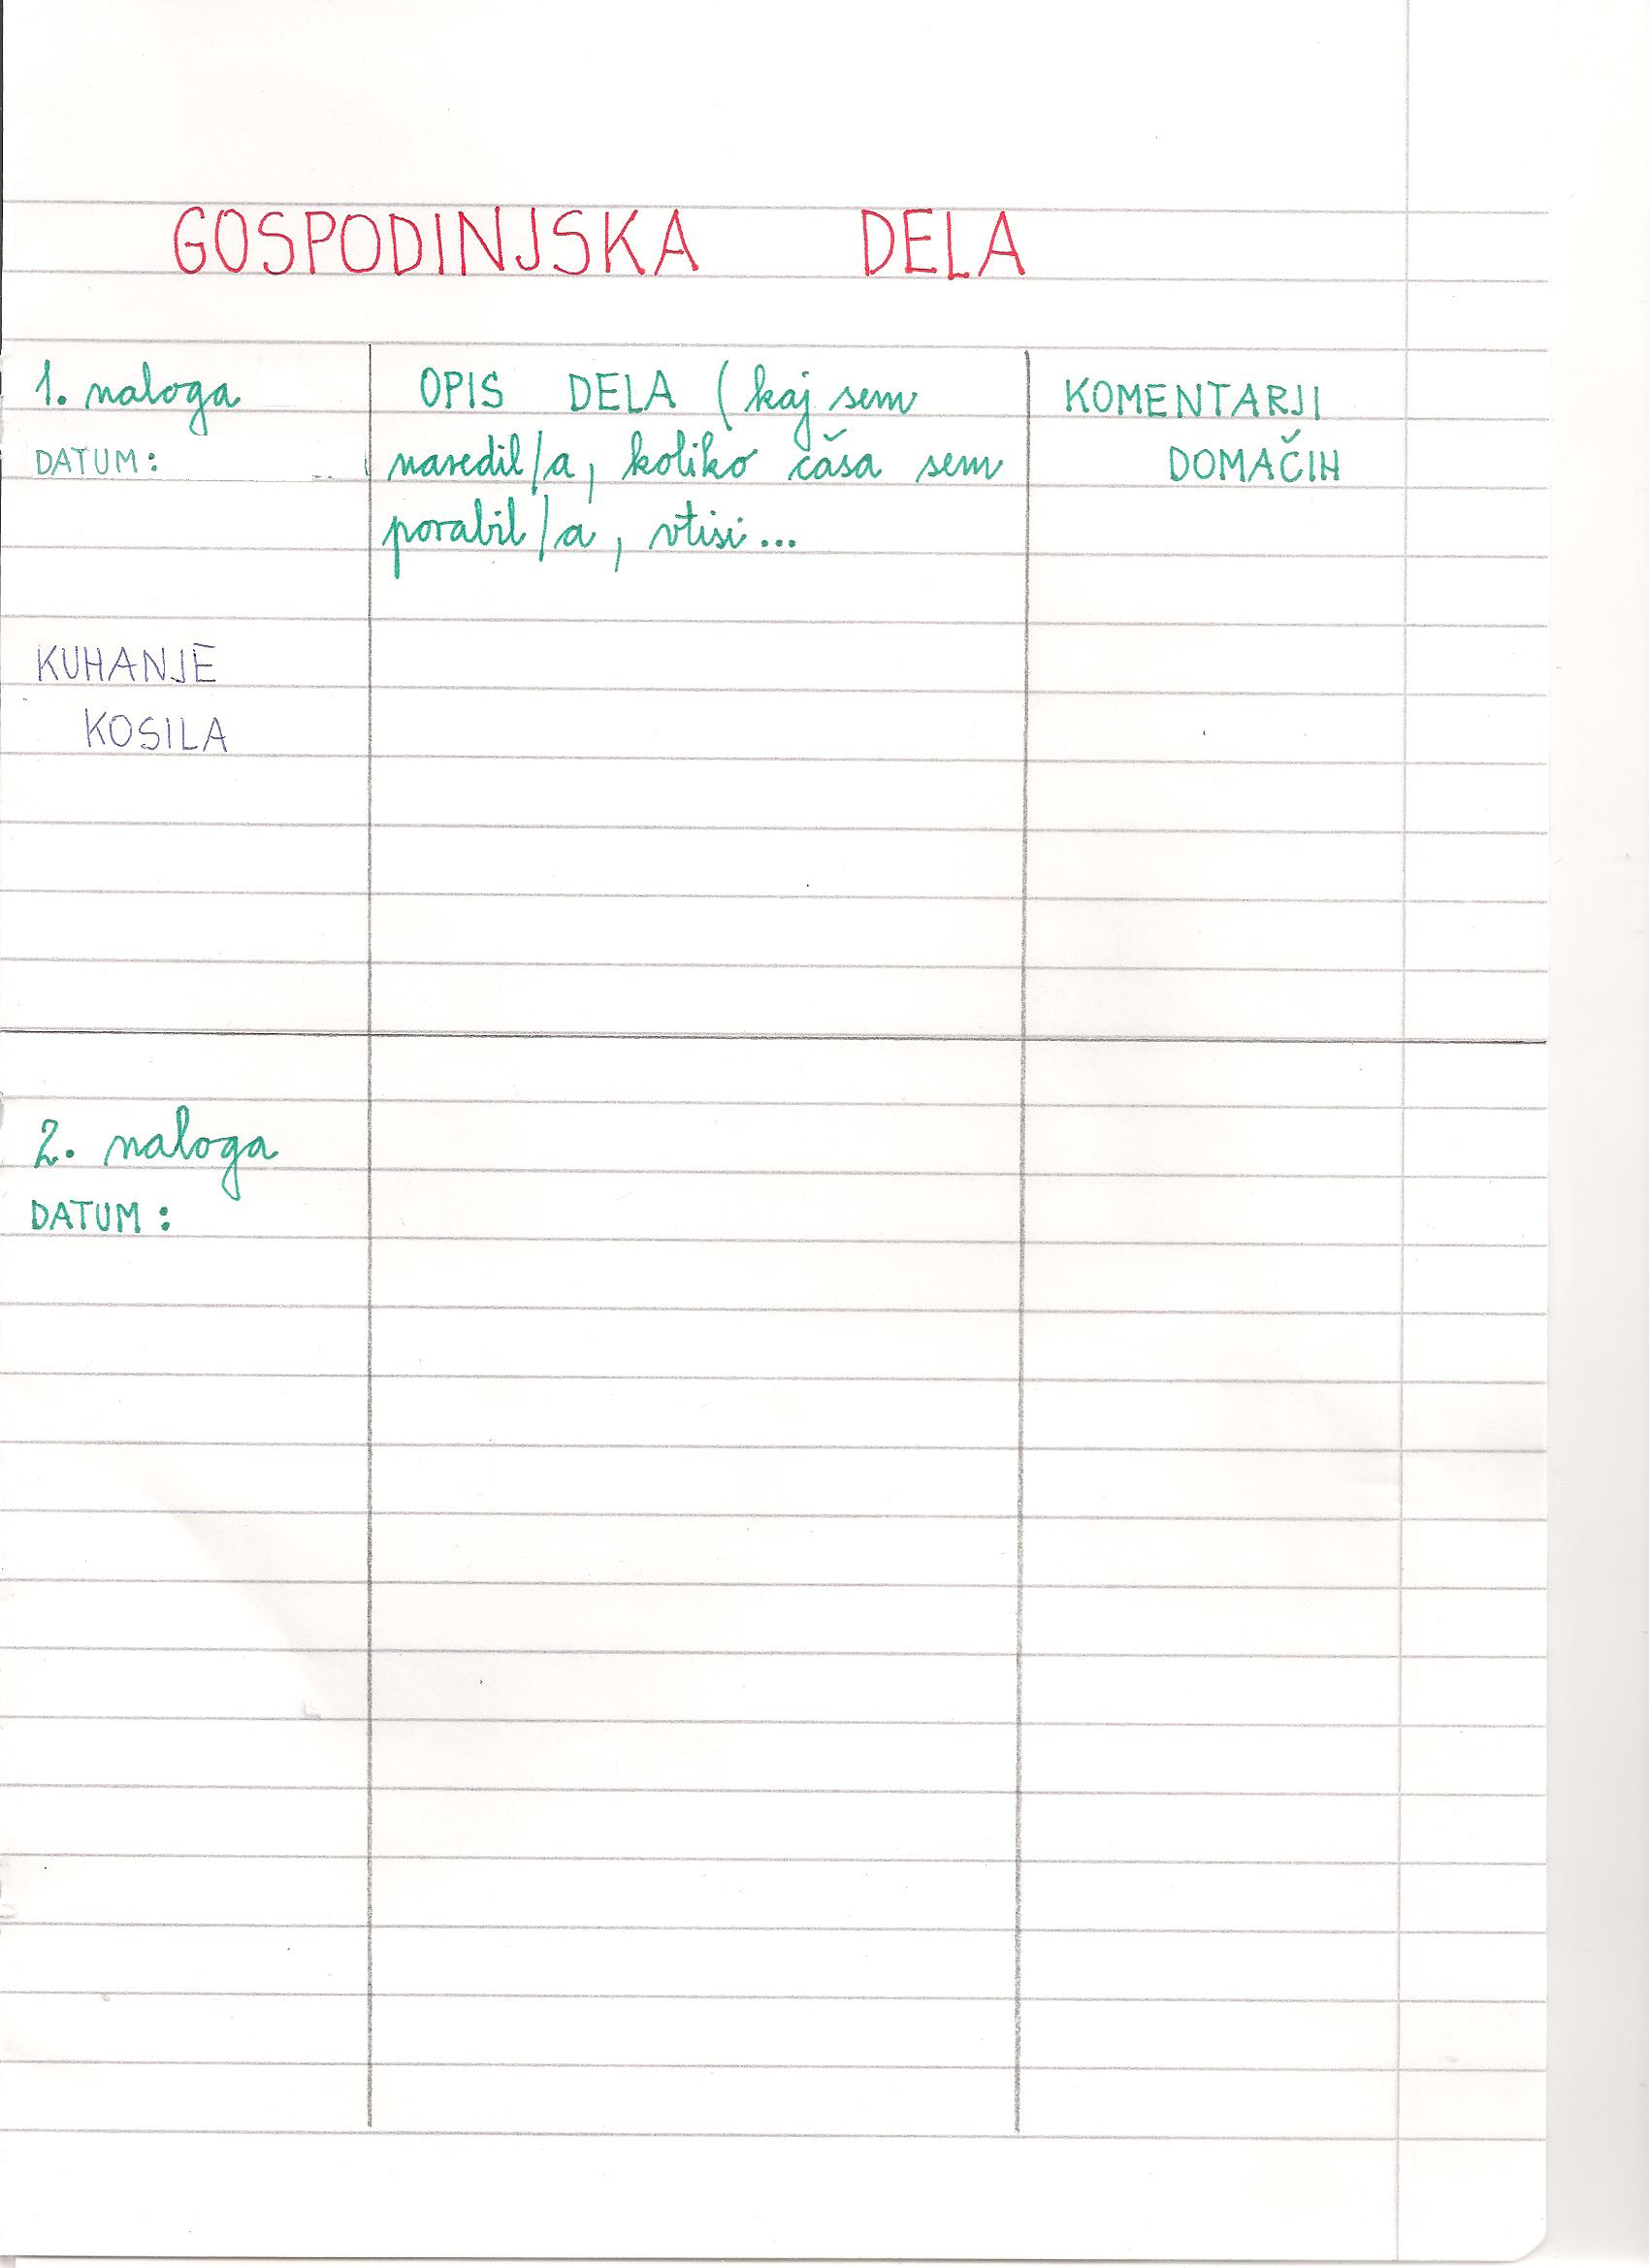 GOSPODINJSKA DELA
1. naloga
DATUM:
OPIS DELA (kaj sem
naredil/a, koliko časa sem
porabil/a, vtisi...
KOMENTARJI
DOMAČIH
KUHANJE
KOSILA
2. naloga
DATUM: